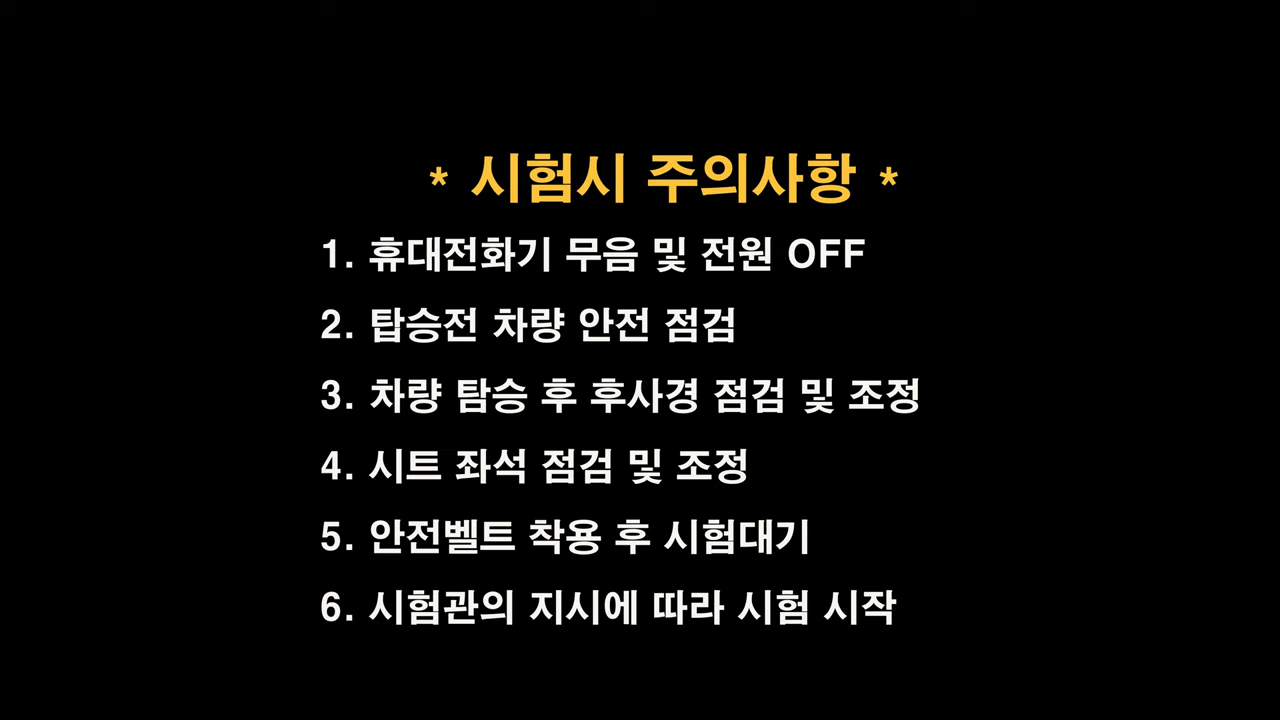 * 시험시 주의사항 *
1. 휴대전화기 무음 및 전원 OFF
2. 탑승전 차량 안전 점검
3. 차량 탐승 후 후사경 점검 및 조정
4. 시트 좌석 점검 및 조정
5. 안전벨트 착용 후 시험대기
6. 시험관의 지시에 따라 시험 시작